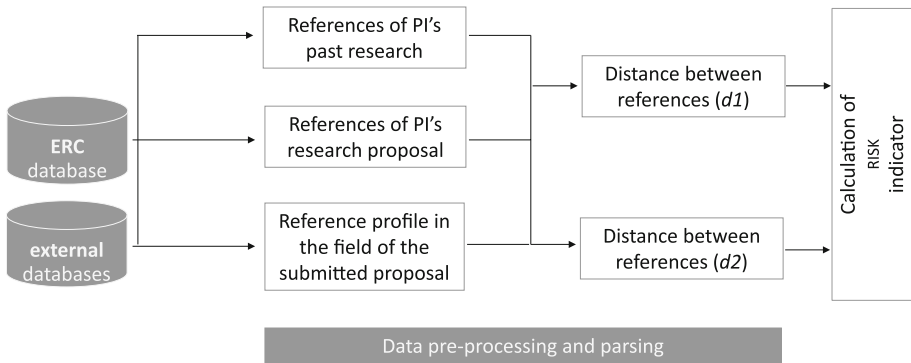 ERC
database
external
databases
References of PI’s
past research
References of PI’s
research proposal
Reference profile in
the field of the
submitted proposal
Distance between
references (d1)
Distance between
references (d2)
Calculation of
RISK
indicator
Data pre-processing and parsing